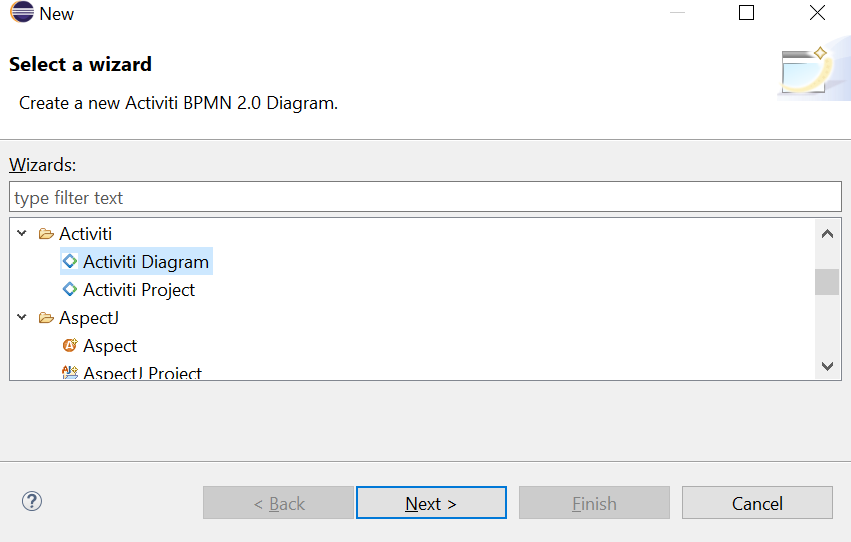 New
Select a wizard
Create a new Activiti BPMN 2.0 Diagram.
Wizards:
type filter text
Activiti
Activiti Diagram
Activiti Project
AspectJ
Aspect
AspectJ Project
< Back Next > Finish Cancel